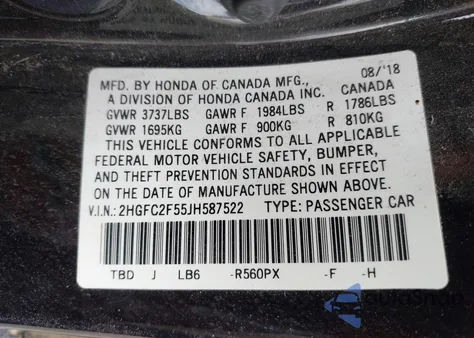 MFD. BY HONDA OF CANADA MFG., 08/'18
A DIVISION OF HONDA CANADA INC. CANADA
GVWR 3737LBS GAWR F 1984LBS R 1786LBS
GVWR 1695KG GAWR F 900KG R 810KG
THIS VEHICLE CONFORMS TO ALL APPLICABLE
FEDERAL MOTOR VEHICLE SAFETY, BUMPER,
AND THEFT PREVENTION STANDARDS IN EFFECT
ON THE DATE OF MANUFACTURE SHOWN ABOVE.
V.I.N.: 2HGFC2F55JH587522 TYPE: PASSENGER CAR
TBD J LB6 -R560PX -F -H
AutoSnap